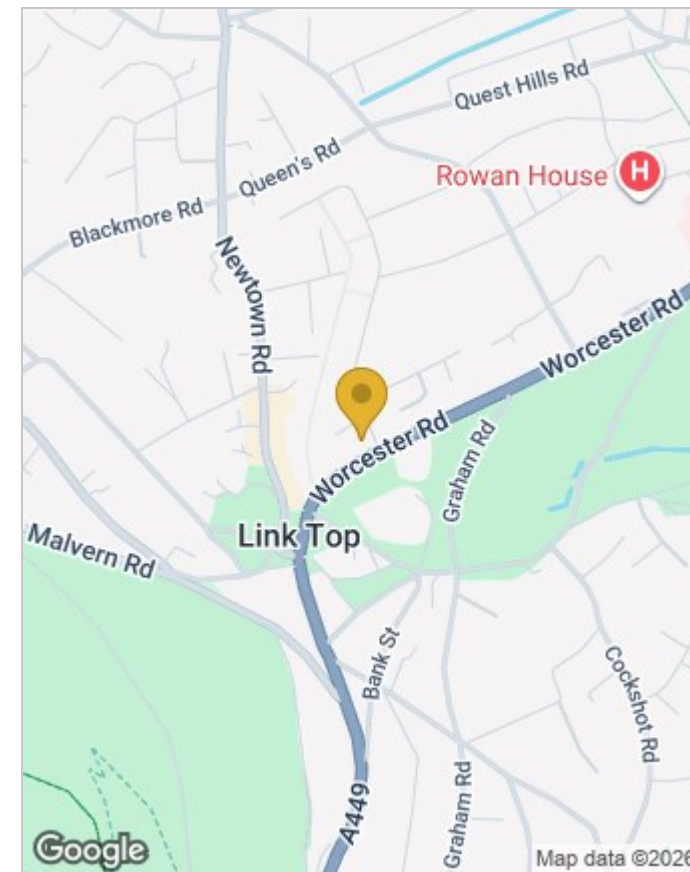 Quest Hills Rd
Queen's Rd
Rowan House
H
Blackmore Rd
Newtown Rd
Worcester Rd
Worcester Rd
Graham Rd
Link Top
Malvern Rd
Bank St
Cockshot Rd
A449
Graham Rd
Google
Map data ©2026